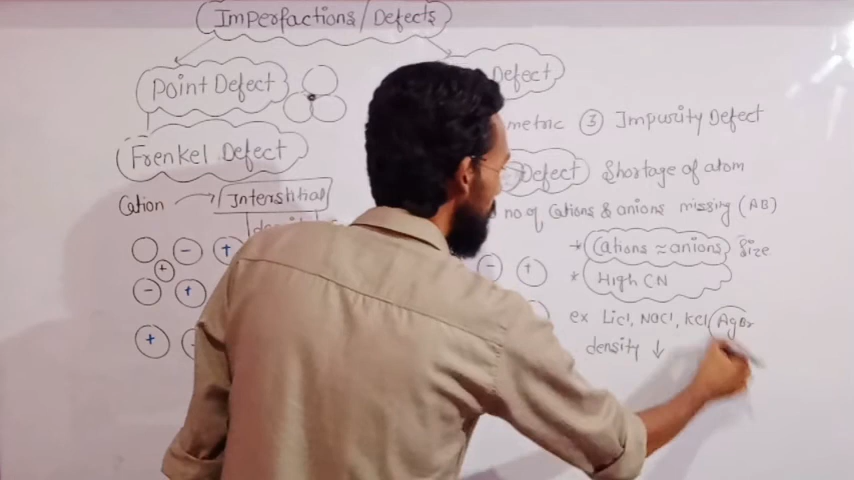 Imperfactions/Defects
Point Defect
Defect
Frenkel Defect
metric ③ Impurity Defect
Defect Shortage of atom
Cation → Interstitial
no of Cations & anions missing (AB)
* Cations ≈ anions Size
* High CN
ex LiCl, NaCl, KCl AgBr
density ↓
- +
+
- +
- +
+